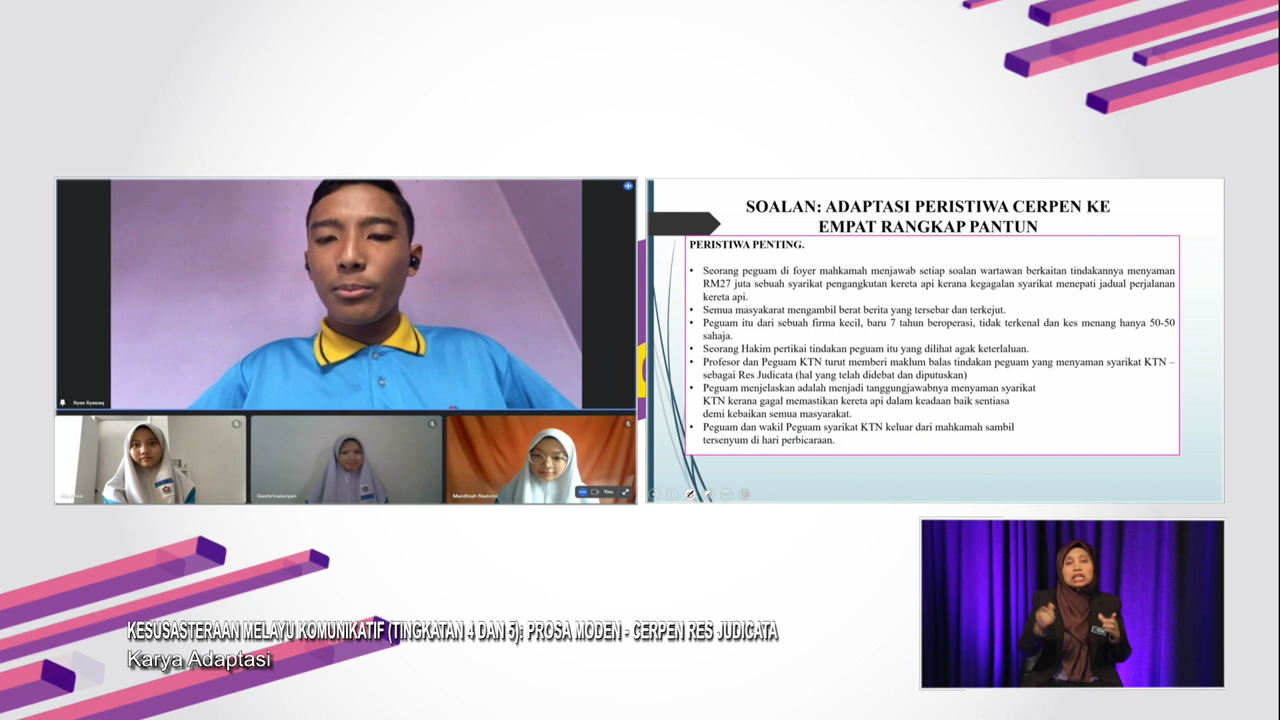 SOALAN: ADAPTASI PERISTIWA CERPEN KE
EMPAT RANGKAP PANTUN
PERISTIWA PENTING.
• Seorang peguam di foyer mahkamah menjawab setiap soalan wartawan berkaitan tindakannya menyaman
RM27 juta sebuah syarikat pengangkutan kereta api kerana kegagalan syarikat menepati jadual perjalanan
kereta api.
• Semua masyakarat mengambil berat berita yang tersebar dan terkejut.
• Peguam itu dari sebuah firma kecil, baru 7 tahun beroperasi, tidak terkenal dan kes menang hanya 50-50
sahaja.
• Seorang Hakim pertikai tindakan peguam itu yang dilihat agak keterlaluan.
• Profesor dan Peguam KTN turut memberi maklum balas tindakan peguam yang menyaman syarikat KTN –
sebagai Res Judicata (hal yang telah didebat dan diputuskan)
• Peguam menjelaskan adalah menjadi tanggungjawabnya menyaman syarikat
KTN kerana gagal memastikan kereta api dalam keadaan baik sentiasa
demi kebaikan semua masyarakat.
• Peguam dan wakil Peguam syarikat KTN keluar dari mahkamah sambil
tersenyum di hari perbicaraan.
You
KESUSASTERAAN MELAYU KOMUNIKATIF (TINGKATAN 4 DAN 5): PROSA MODEN - CERPEN RES JUDICATA
Karya Adaptasi